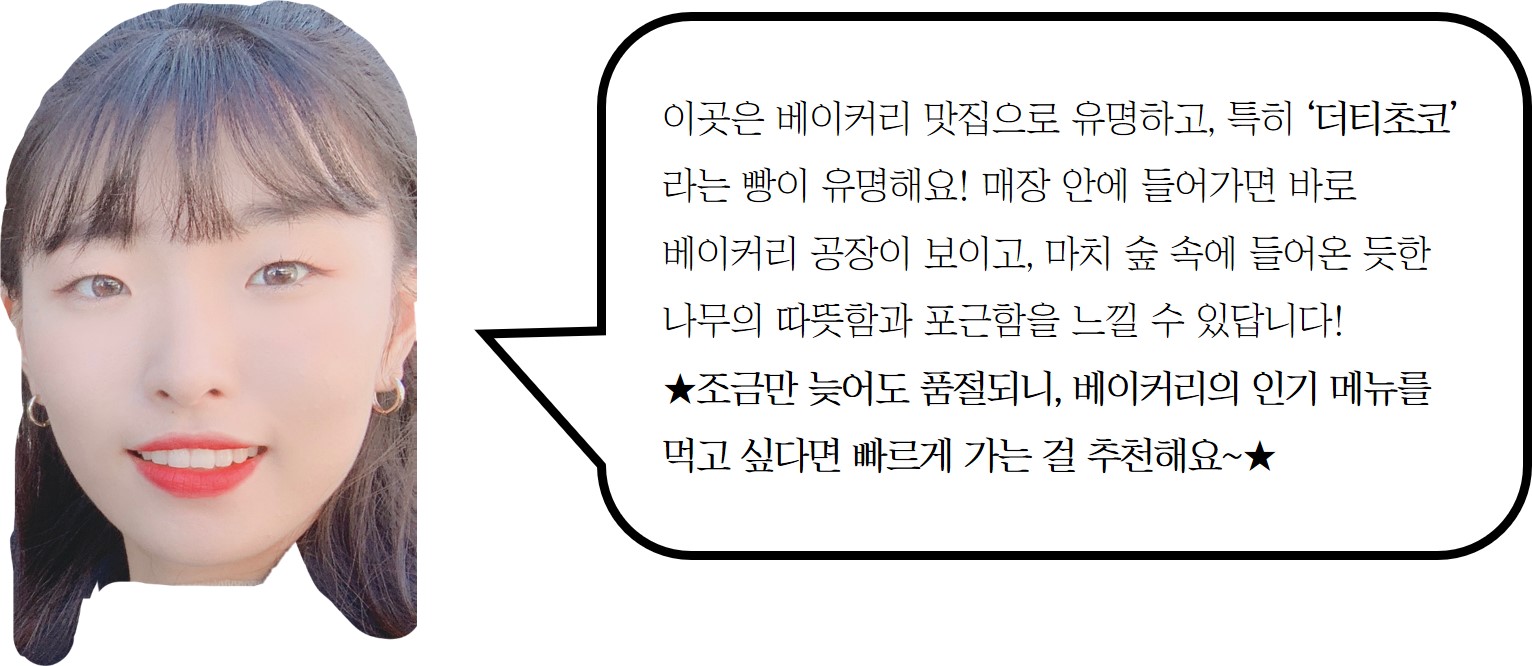 이곳은 베이커리 맛집으로 유명하고, 특히 ‘더티초코’
라는 빵이 유명해요! 매장 안에 들어가면 바로
베이커리 공장이 보이고, 마치 숲 속에 들어온 듯한
나무의 따뜻함과 포근함을 느낄 수 있답니다!
★조금만 늦어도 품절되니, 베이커리의 인기 메뉴를
먹고 싶다면 빠르게 가는 걸 추천해요~★